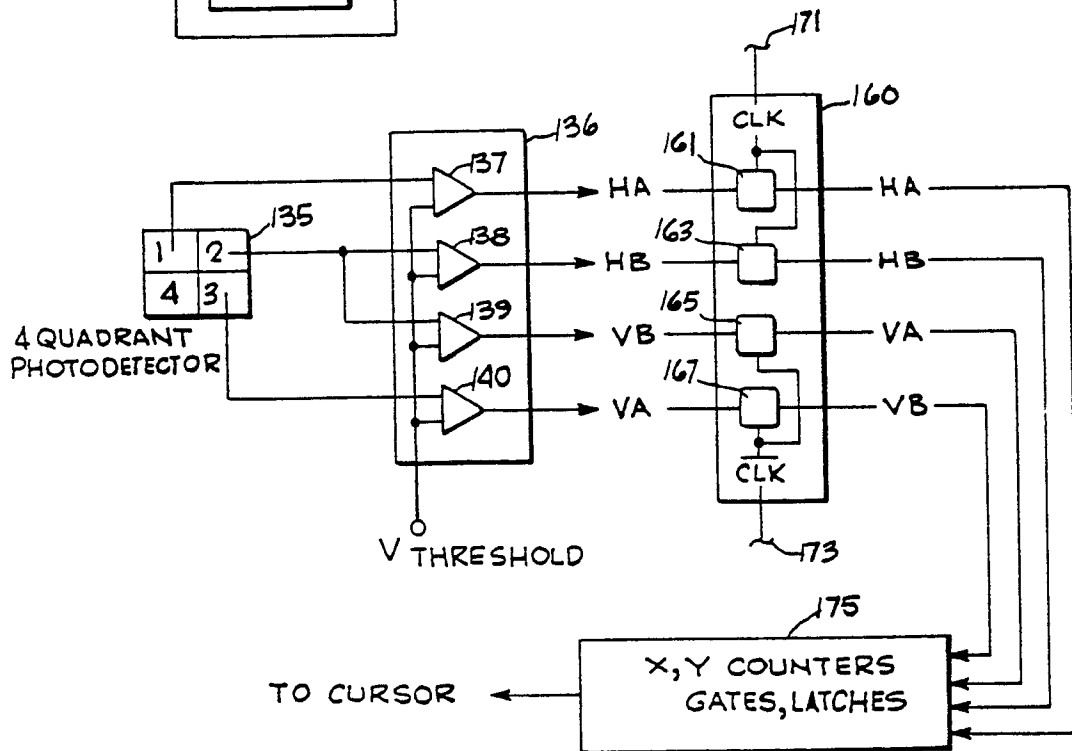 171
160
CLK
136
137
161
HA
HA
135
1 2
138
163
HB
HB
4 3
139
165
VB
VA
4 QUADRANT
PHOTODETECTOR
140
167
VA
VB
CLK
V THRESHOLD
173
175
X,Y COUNTERS
GATES, LATCHES
TO CURSOR